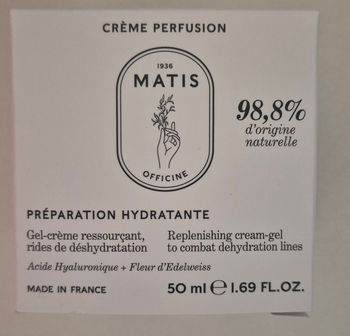 CRÈME PERFUSION
1936
MATIS
OFFICINE
98,8%
d'origine
naturelle
PRÉPARATION HYDRATANTE
Gel-crème ressourçant,
rides de déshydratation
Replenishing cream-gel
to combat dehydration lines
Acide Hyaluronique + Fleur d'Edelweiss
MADE IN FRANCE
50 ml ℮ 1.69 FL.OZ.